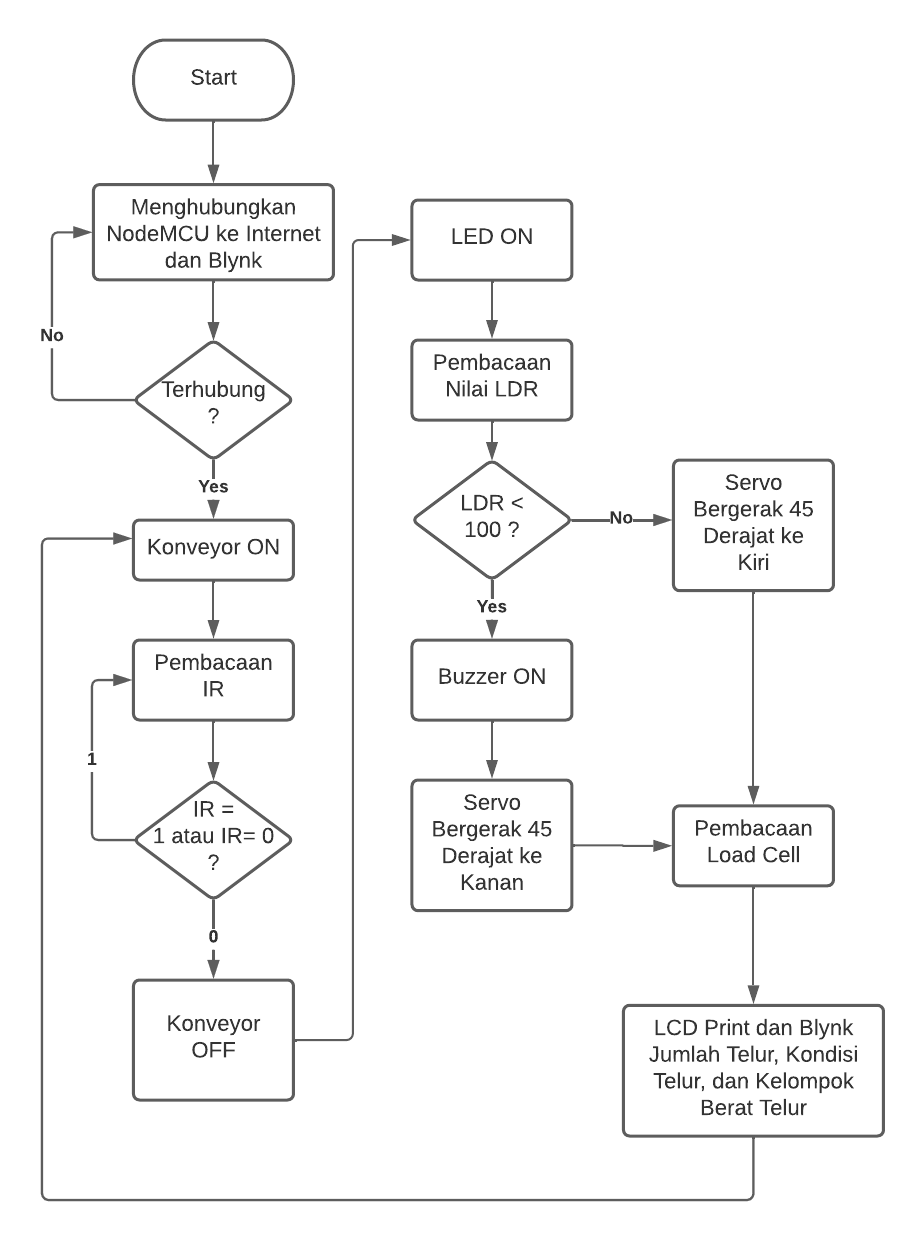 Start
Menghubungkan
NodeMCU ke Internet
dan Blynk
No
Terhubung
?
Yes
Konveyor ON
Pembacaan
IR
1
IR =
1 atau IR= 0
?
0
Konveyor
OFF
LED ON
Pembacaan
Nilai LDR
LDR <
100 ?
No
Yes
Servo
Bergerak 45
Derajat ke
Kiri
Buzzer ON
Servo
Bergerak 45
Derajat ke
Kanan
Pembacaan
Load Cell
LCD Print dan Blynk
Jumlah Telur, Kondisi
Telur, dan Kelompok
Berat Telur